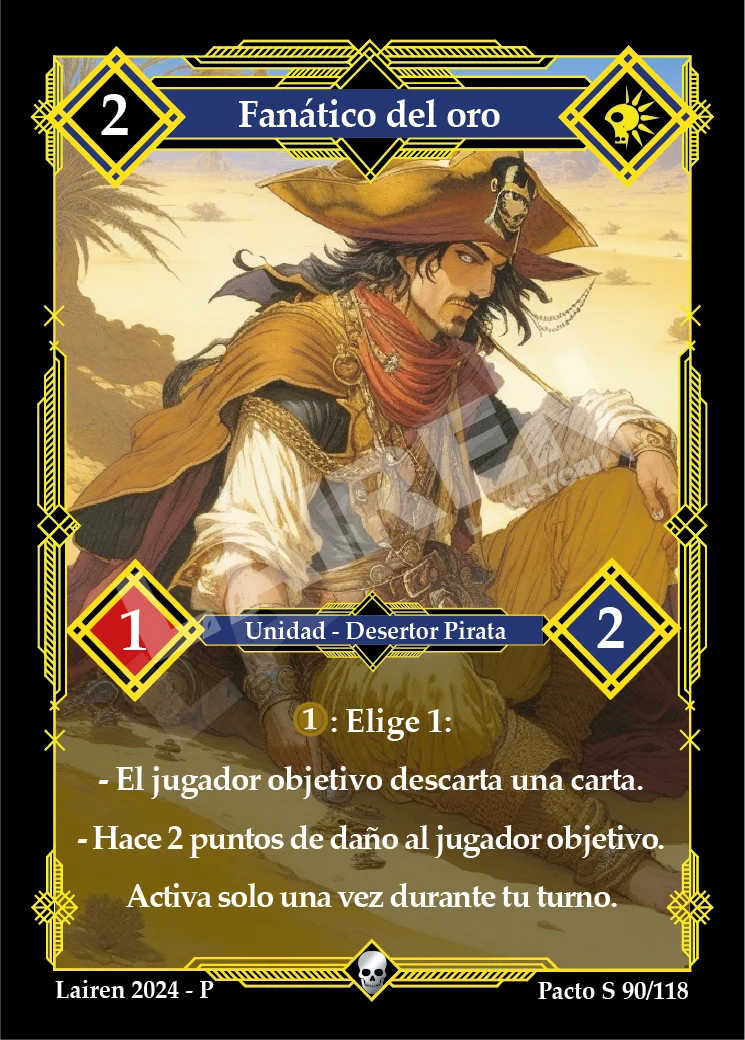 2
Fanático del oro
LAIREN
HISTORIA
1
Unidad - Desertor Pirata
2
1 : Elige 1:
- El jugador objetivo descarta una carta.
- Hace 2 puntos de daño al jugador objetivo.
Activa solo una vez durante tu turno.
Lairen 2024 - P
Pacto S 90/118